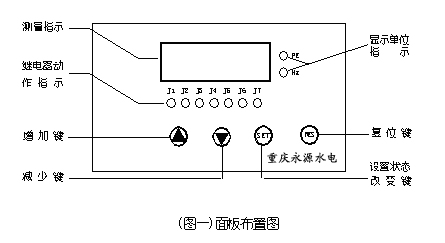 测量指示
显示单位
指 示
PE
HZ
继电器动
作 指 示
J1 J2 J3 J4 J5 J6 J7
增 加 键
SET
RES
复 位 键
重庆永源水电
减 少 键
设置状态
改 变 键
(图一)面板布置图